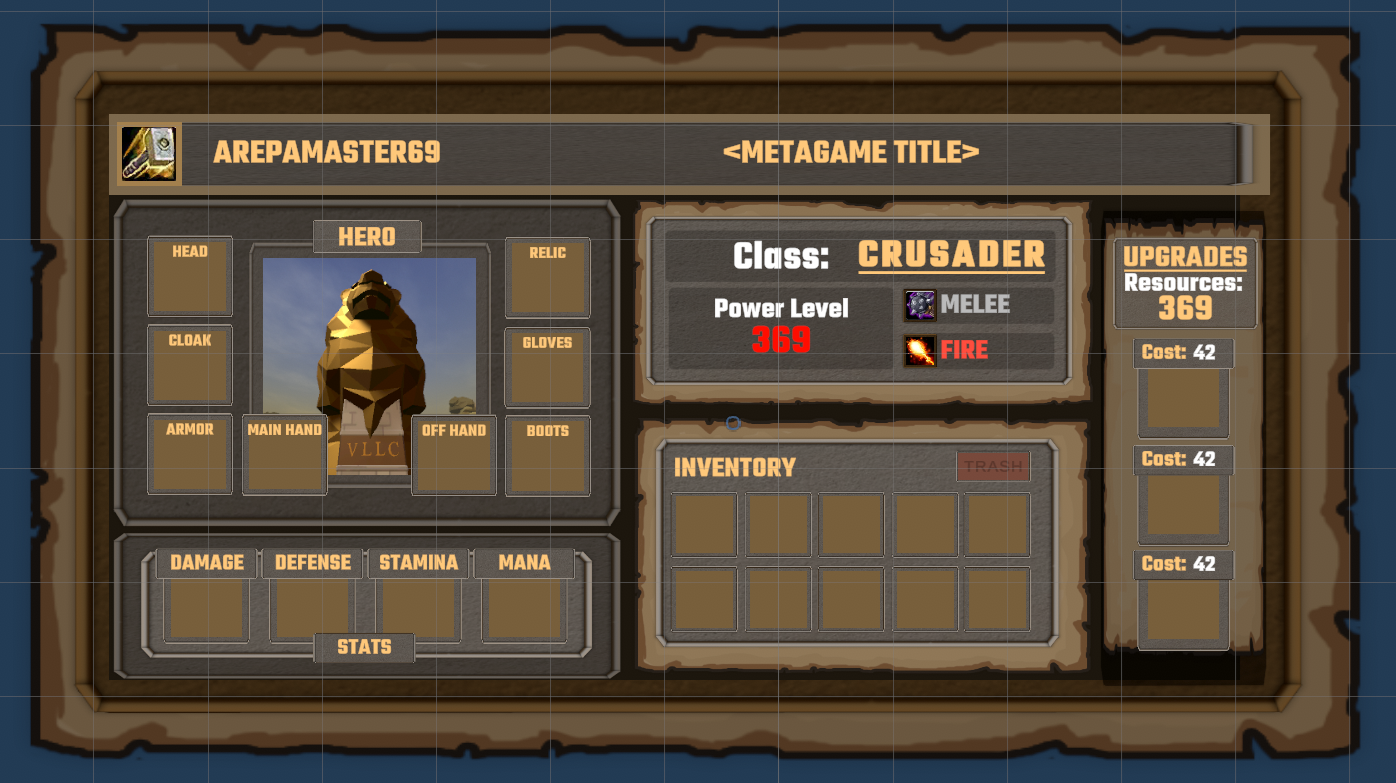 AREPAMASTER69
<METAGAME TITLE>
HERO
HEAD
RELIC
CLOAK
GLOVES
ARMOR
MAIN HAND
OFF HAND
BOOTS
VLLC
DAMAGE
DEFENSE
STAMINA
MANA
STATS
Class: CRUSADER
Power Level
369
MELEE
FIRE
INVENTORY
TRASH
UPGRADES
Resources:
369
Cost: 42
Cost: 42
Cost: 42